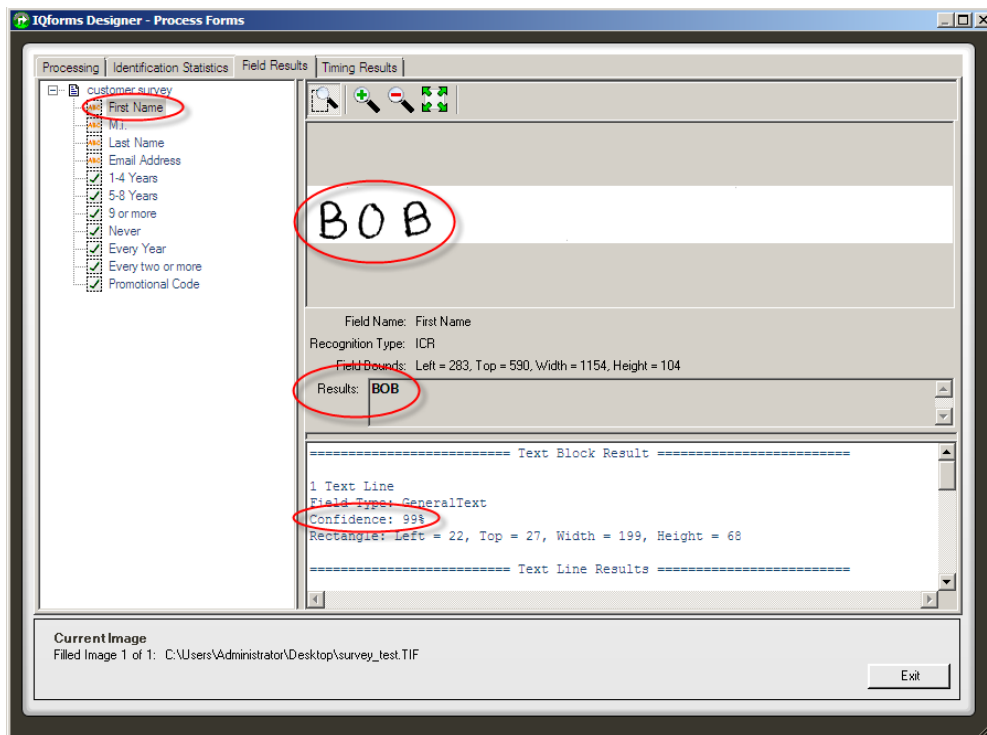 IQforms Designer - Process Forms
Processing Identification Statistics Field Results Timing Results
customer.survey
First Name
M.I.
Last Name
Email Address
1-4 Years
5-8 Years
9 or more
Never
Every Year
Every two or more
Promotional Code
BOB
Field Name: First Name
Recognition Type: ICR
Field Bounds: Left = 283, Top = 590, Width = 1154, Height = 104
Results: BOB
========================== Text Block Result =========================
1 Text Line
Field Type: GeneralText
Confidence: 99%
Rectangle: Left = 22, Top = 27, Width = 199, Height = 68
========================== Text Line Results =========================
Current Image
Filled Image 1 of 1: C:\Users\Administrator\Desktop\survey_test.TIF
Exit